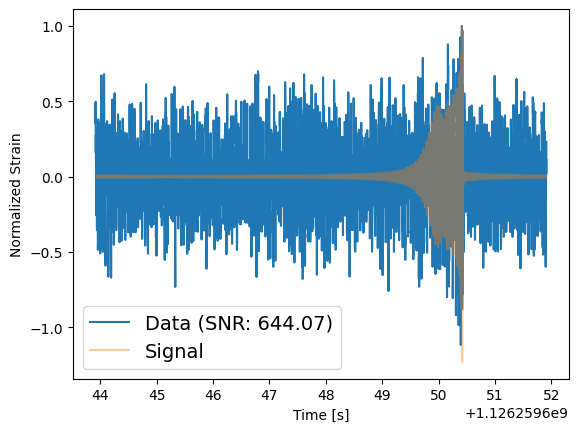 1.0
0.5
0.0
−0.5
−1.0
Normalized Strain
Data (SNR: 644.07)
Signal
44 45 46 47 48 49 50 51 52
Time [s]
+1.1262596e9